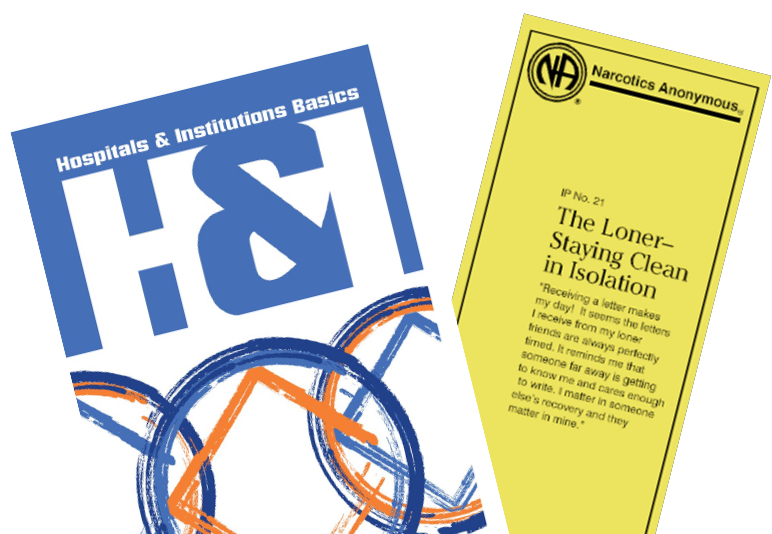 Hospitals & Institutions Basics
H&I
NA
®
Narcotics Anonymous
IP No. 21
The Loner–
Staying Clean
in Isolation
"Receiving a letter makes
my day! It seems the letters
I receive from my loner
friends are always perfectly
timed. It reminds me that
someone far away is getting
to know me and cares enough
to write. I matter in someone
else's recovery and they
matter in mine."